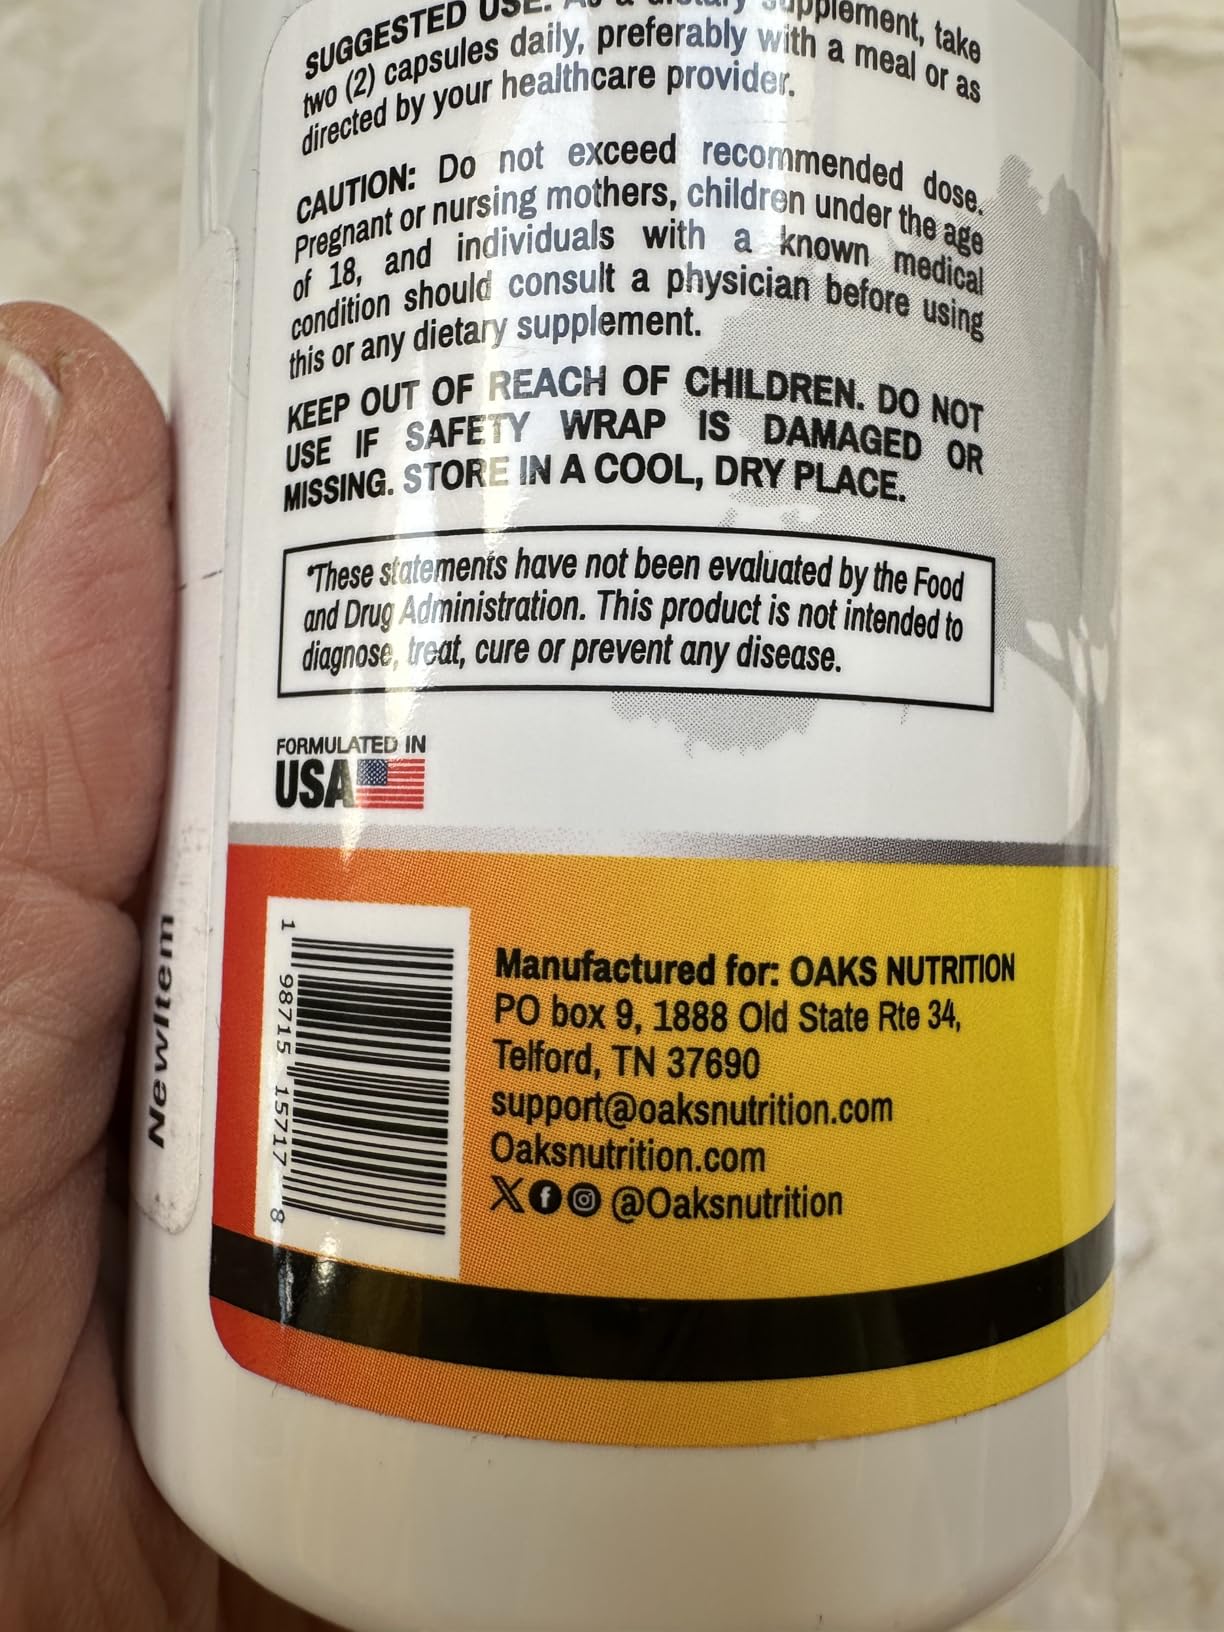 SUGGESTED USE: As a dietary supplement, take
two (2) capsules daily, preferably with a meal or as
directed by your healthcare provider.
CAUTION: Do not exceed recommended dose.
Pregnant or nursing mothers, children under the age
of 18, and individuals with a known medical
condition should consult a physician before using
this or any dietary supplement.
KEEP OUT OF REACH OF CHILDREN. DO NOT
USE IF SAFETY WRAP IS DAMAGED OR
MISSING. STORE IN A COOL, DRY PLACE.
*These statements have not been evaluated by the Food
and Drug Administration. This product is not intended to
diagnose, treat, cure or prevent any disease.
FORMULATED IN
USA
1 98715 15717 8
Manufactured for: OAKS NUTRITION
PO box 9, 1888 Old State Rte 34,
Telford, TN 37690
support@oaksnutrition.com
Oaksnutrition.com
@Oaksnutrition
NewItem